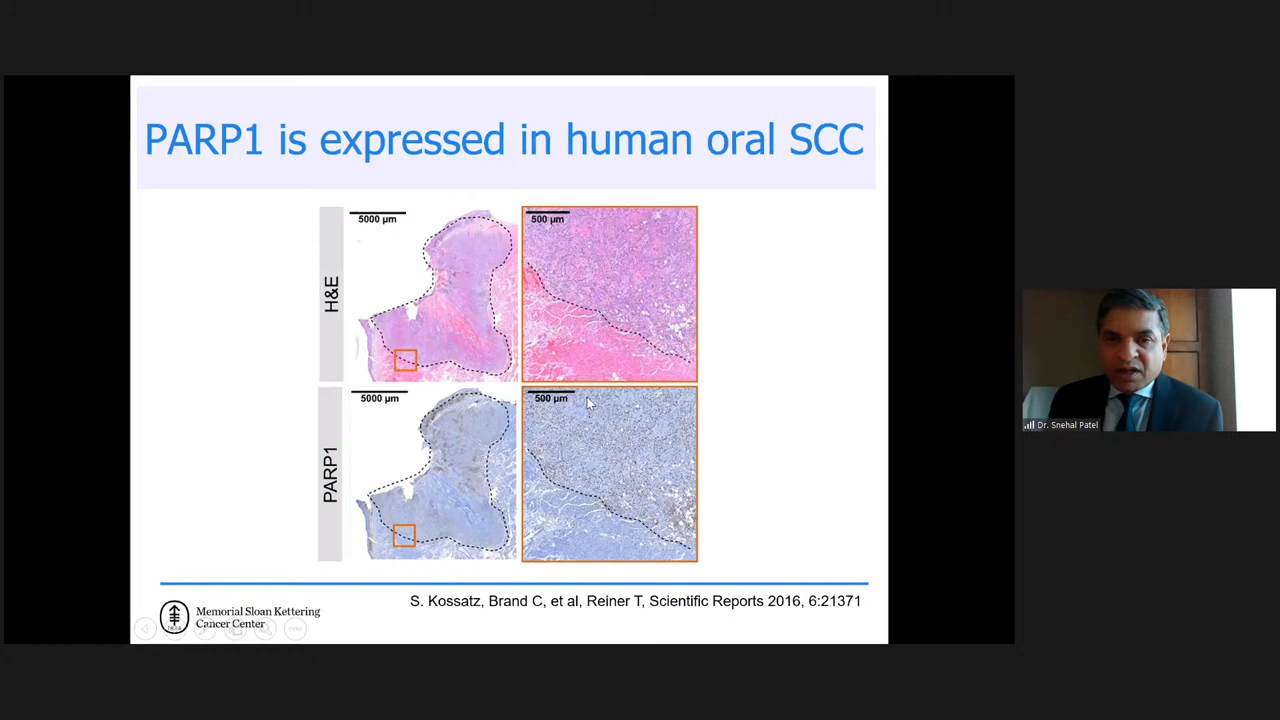 PARP1 is expressed in human oral SCC
H&E
5000 µm
500 µm
PARP1
5000 µm
500 µm
S. Kossatz, Brand C, et al, Reiner T, Scientific Reports 2016, 6:21371
Memorial Sloan Kettering
Cancer Center
Dr. Snehal Patel